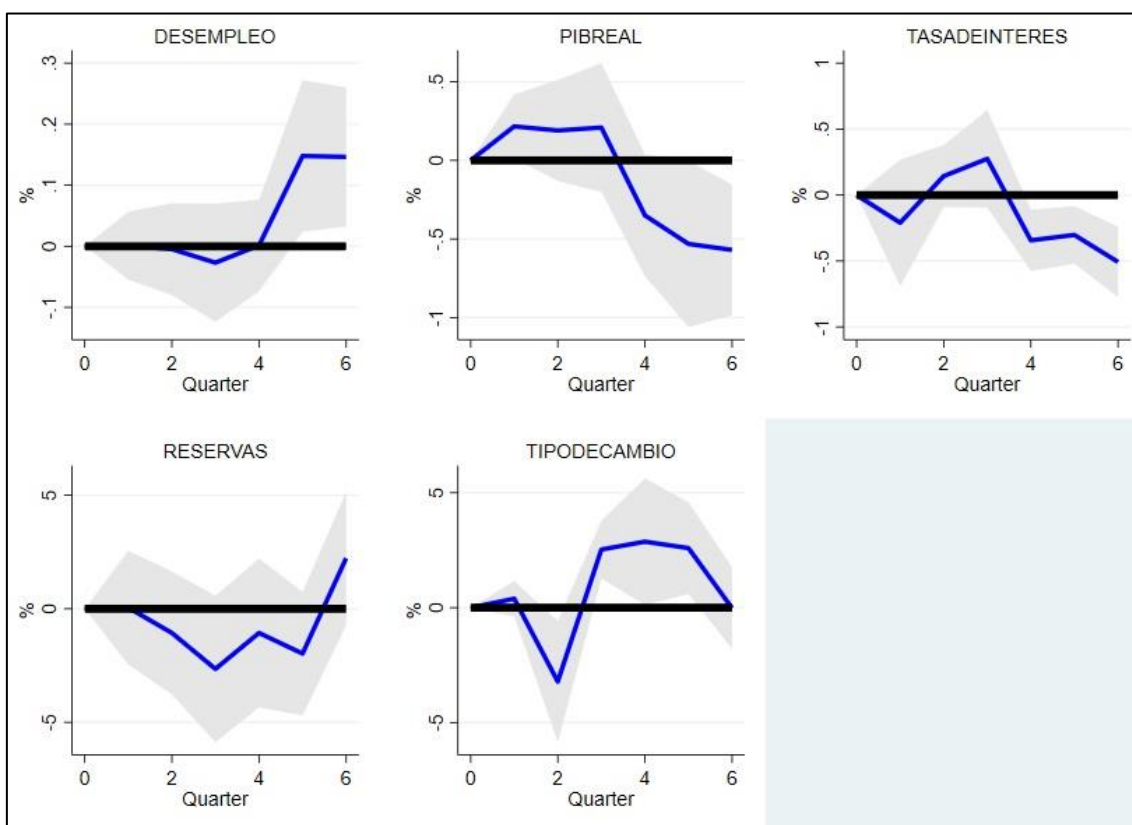 DESEMPLEO
.3
.2
.1
0
-.1
%
0 2 4 6
Quarter
PIBREAL
.5
0
-.5
-1
%
0 2 4 6
Quarter
TASADEINTERES
1
.5
0
-.5
-1
%
0 2 4 6
Quarter
RESERVAS
5
0
-5
%
0 2 4 6
Quarter
TIPODECAMBIO
5
0
-5
%
0 2 4 6
Quarter